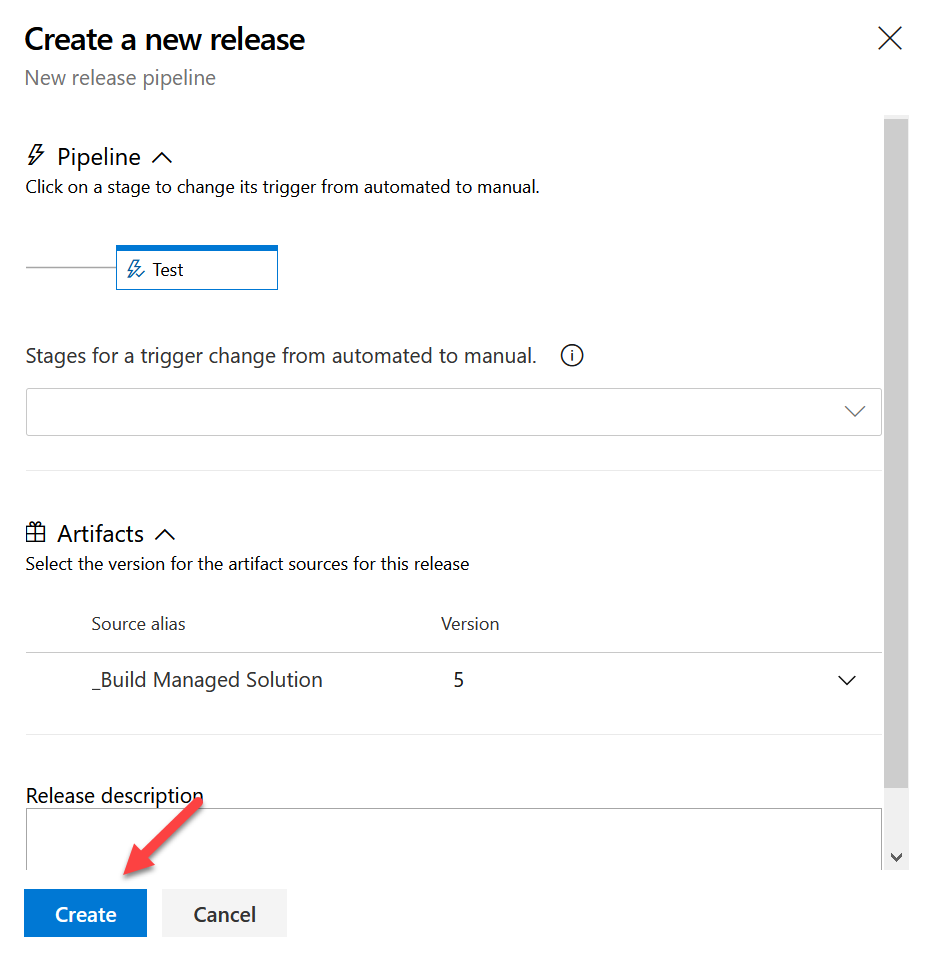 Create a new release
New release pipeline
Pipeline
Click on a stage to change its trigger from automated to manual.
Test
Stages for a trigger change from automated to manual.
Artifacts
Select the version for the artifact sources for this release
Source alias Version
_Build Managed Solution 5
Release description
Create Cancel